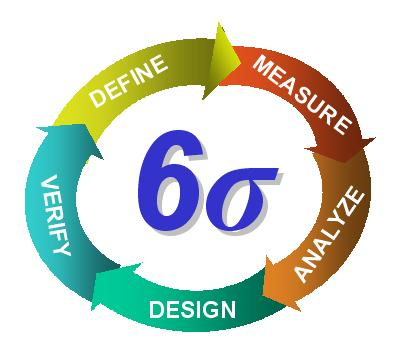 DEFINE
MEASURE
ANALYZE
DESIGN
VERIFY
6σ